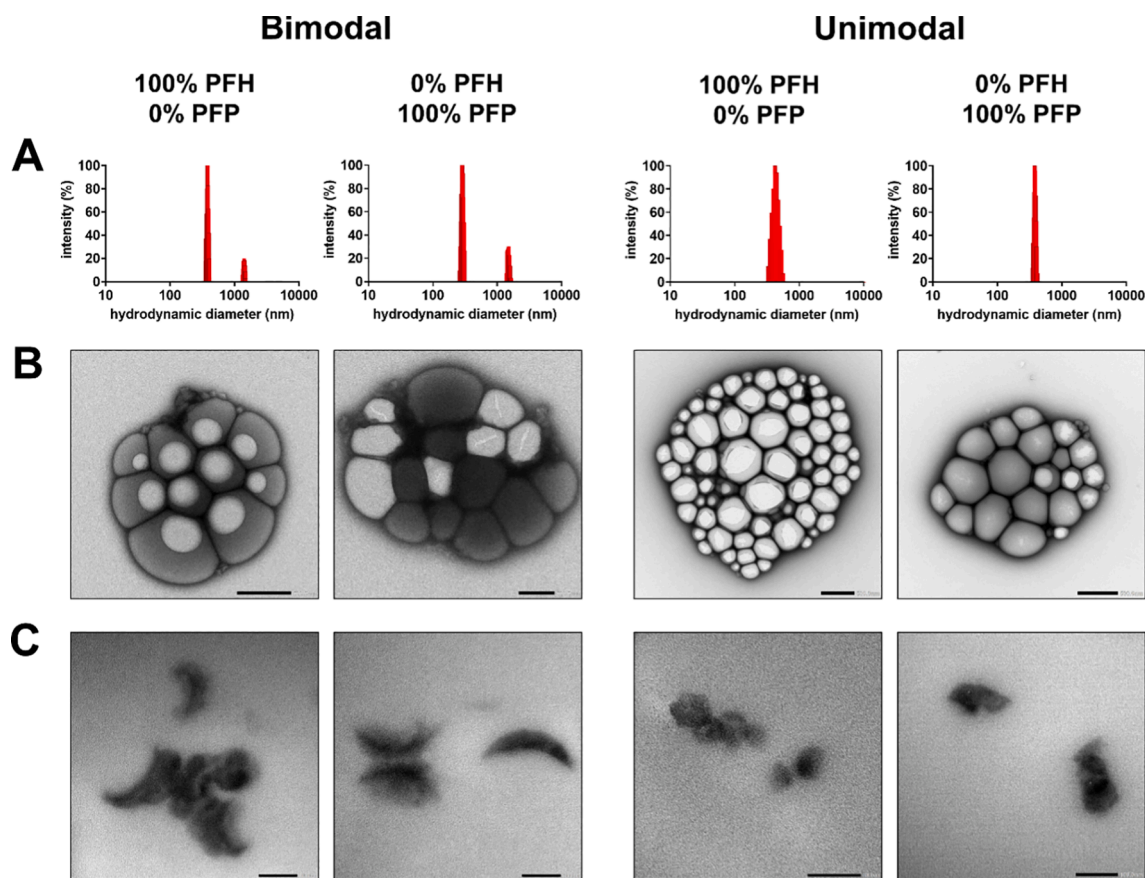 Bimodal
Unimodal
100% PFH
0% PFP
0% PFH
100% PFP
100% PFH
0% PFP
0% PFH
100% PFP
A
intensity (%)
100
80
60
40
20
0
10
100
1000
10000
hydrodynamic diameter (nm)
intensity (%)
100
80
60
40
20
0
10
100
1000
10000
hydrodynamic diameter (nm)
intensity (%)
100
80
60
40
20
0
10
100
1000
10000
hydrodynamic diameter (nm)
intensity (%)
100
80
60
40
20
0
10
100
1000
10000
hydrodynamic diameter (nm)
B
C